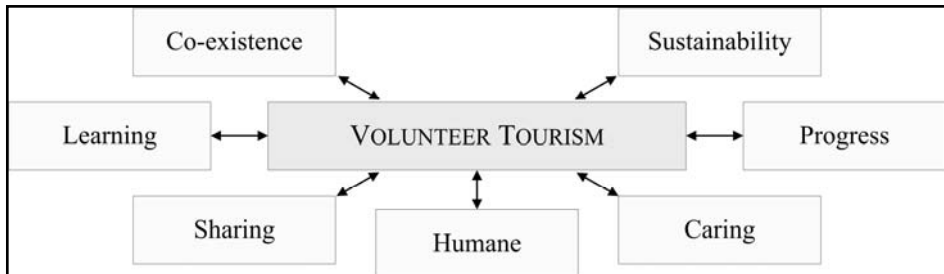 Co-existence
Sustainability
Learning
VOLUNTEER TOURISM
Progress
Sharing
Humane
Caring